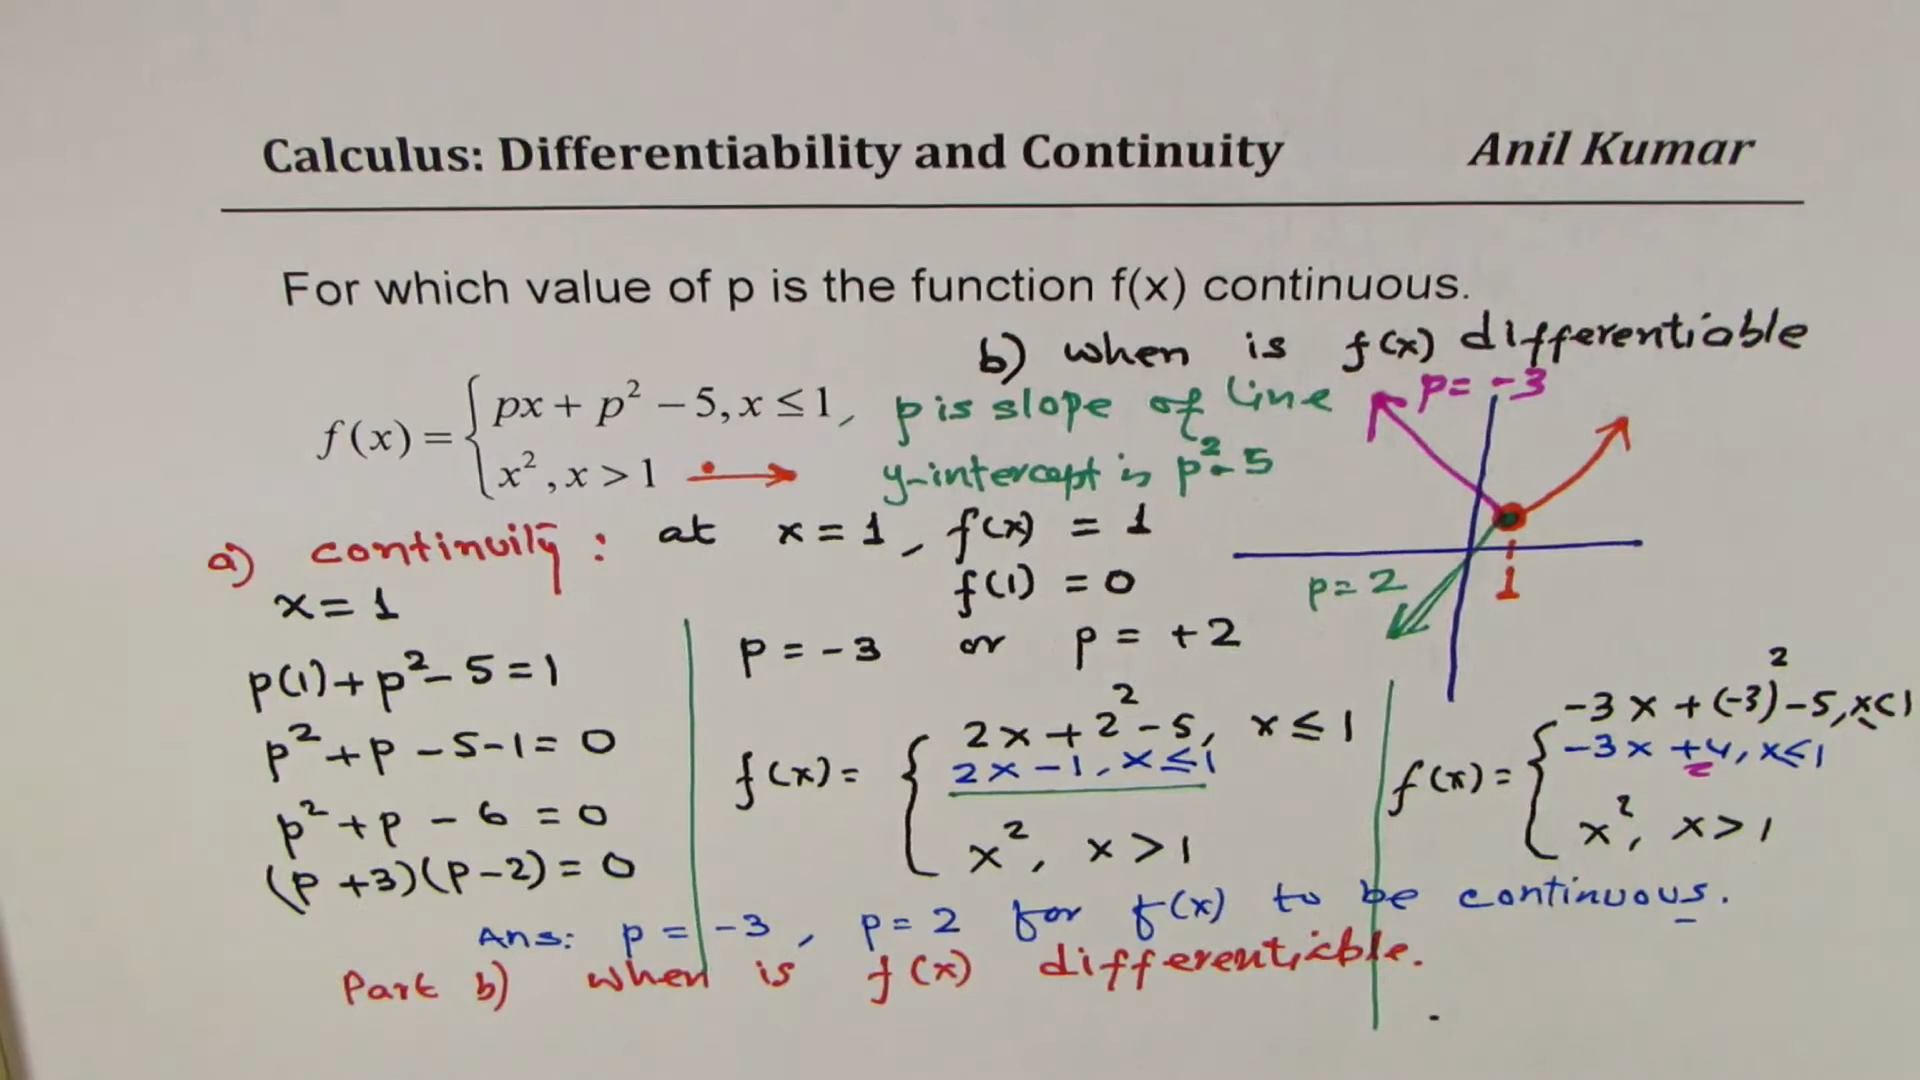 Calculus: Differentiability and Continuity Anil Kumar
For which value of p is the function f(x) continuous.
b) when is f(x) differentiable
f(x) = { px + p² − 5, x ≤ 1,
x², x > 1
p is slope of line
y-intercept is p² - 5
p = -3
p = 2
1
a) continuity : at x = 1, f(x) = 1
f(1) = 0
x = 1
p(1) + p² - 5 = 1
p² + p - 5 - 1 = 0
p² + p - 6 = 0
(p + 3)(p - 2) = 0
p = -3 or p = +2
f(x) = { 2x + 2² - 5, x ≤ 1
2x - 1, x ≤ 1
x², x > 1
2
f(x) = { -3x + (-3)² - 5, x < 1
-3x + 4, x ≤ 1
x², x > 1
Ans: p = -3, p = 2 for f(x) to be continuous.
Part b) when is f(x) differentiable.